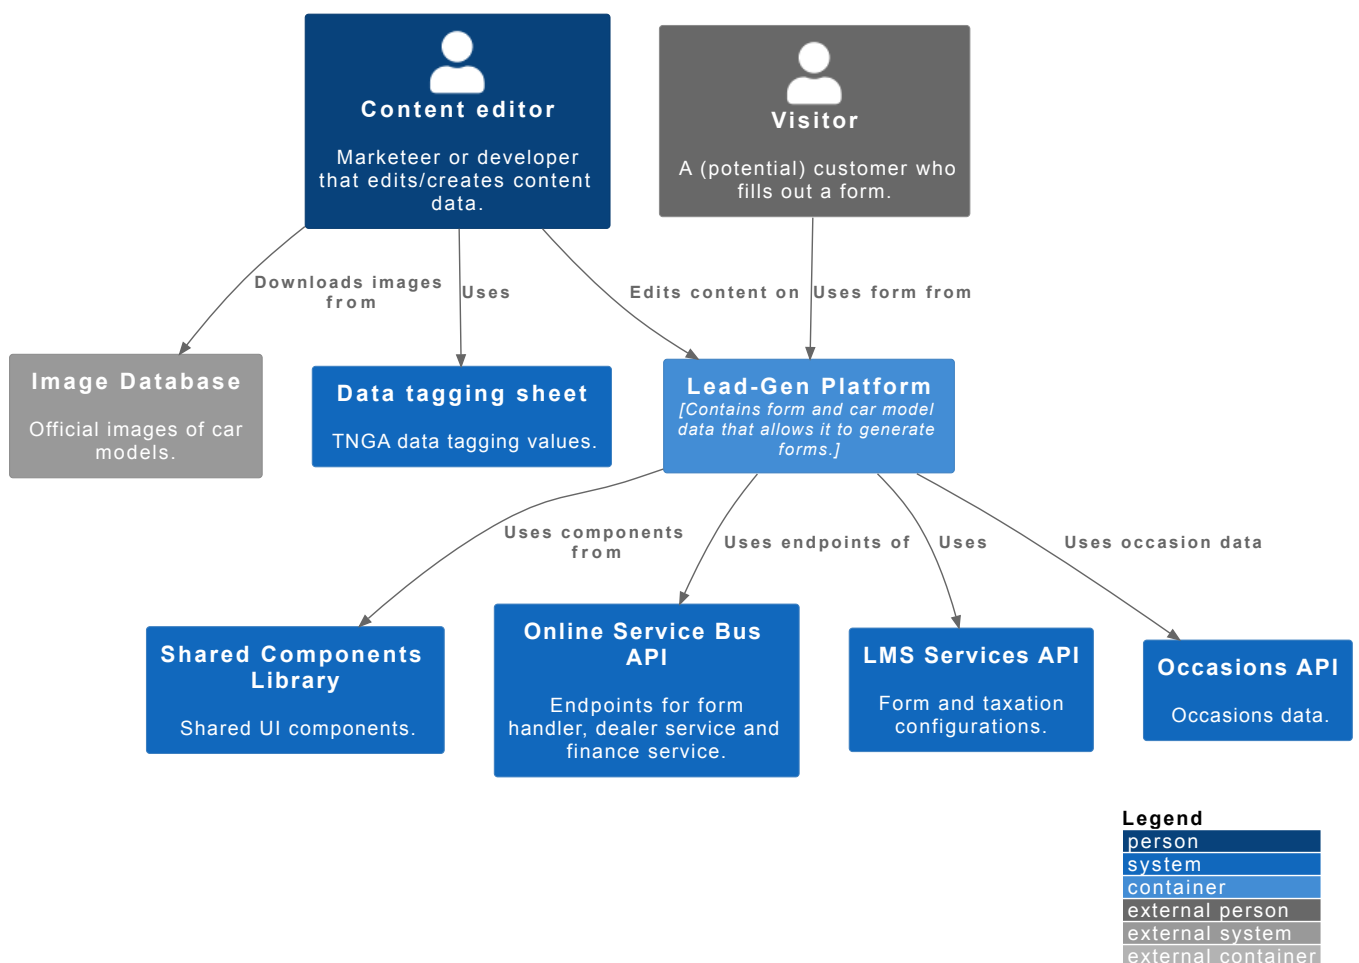 Content editor
Marketeer or developer
that edits/creates content
data.
Visitor
A (potential) customer who
fills out a form.
Downloads images
from
Uses
Edits content on
Uses form from
Image Database
Official images of car
models.
Data tagging sheet
TNGA data tagging values.
Lead-Gen Platform
[Contains form and car model
data that allows it to generate
forms.]
Uses components
from
Uses endpoints of
Uses
Uses occasion data
Shared Components
Library
Shared UI components.
Online Service Bus
API
Endpoints for form
handler, dealer service and
finance service.
LMS Services API
Form and taxation
configurations.
Occasions API
Occasions data.
Legend
person
system
container
external person
external system
external container